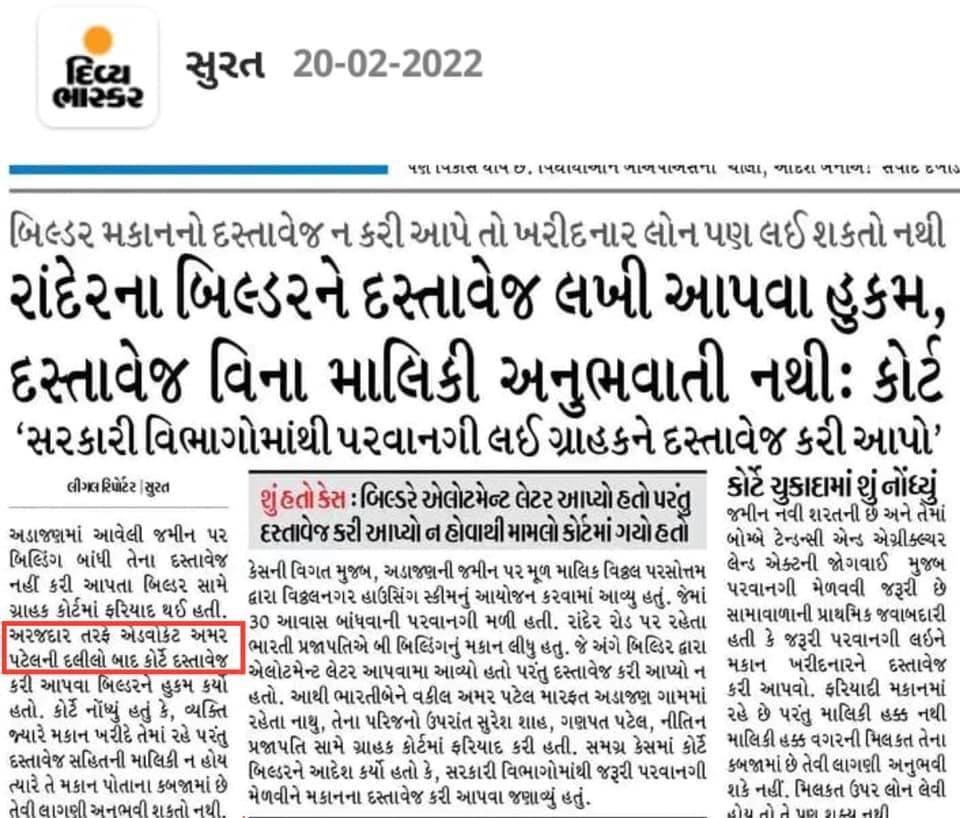 દિવ્ય
ભાસ્કર
સુરત 20-02-2022
બિલ્ડર મકાનનો દસ્તાવેજ ન કરી આપે તો ખરીદનાર લોન પણ લઈ શકતો નથી
રાંદેરના બિલ્ડરને દસ્તાવેજ લખી આપવા હુકમ,
દસ્તાવેજ વિના માલિકી અનુભવાતી નથી: કોર્ટ
‘સરકારી વિભાગોમાંથી પરવાનગી લઈ ગ્રાહકને દસ્તાવેજ કરી આપો’
લીગલ રિપોર્ટર|સુરત
અડાજણમાં આવેલી જમીન પર
બિલ્ડિંગ બાંધી તેના દસ્તાવેજ
નહીં કરી આપતા બિલ્ડર સામે
ગ્રાહક કોર્ટમાં ફરિયાદ થઈ હતી.
અરજદાર તરફે એડવોકેટ અમર
પટેલની દલીલો બાદ કોર્ટે દસ્તાવેજ
કરી આપવા બિલ્ડરને હુકમ કર્યો
હતો. કોર્ટે નોંધ્યું હતું કે, વ્યક્તિ
જ્યારે મકાન ખરીદે તેમાં રહે પરંતુ
દસ્તાવેજ સહિતની માલિકી ન હોય
ત્યારે તે મકાન પોતાના કબજામાં છે
તેવી લાગણી અનુભવી શકતો નથી.
શું હતો કેસ : બિલ્ડરે એલોટમેન્ટ લેટર આપ્યો હતો પરંતુ
દસ્તાવેજ કરી આપ્યો ન હોવાથી મામલો કોર્ટમાં ગયો હતો
કેસની વિગત મુજબ, અડાજણની જમીન પર મૂળ માલિક વિઠ્ઠલ પરસોત્તમ
દ્વારા વિઠ્ઠલનગર હાઉસિંગ સ્કીમનું આયોજન કરવામાં આવ્યુ હતું. જેમાં
30 આવાસ બાંધવાની પરવાનગી મળી હતી. રાંદેર રોડ પર રહેતા
ભારતી પ્રજાપતિએ બી બિલ્ડિંગનું મકાન લીધુ હતું. જે અંગે બિલ્ડિર દ્વારા
એલોટમેન્ટ લેટર આપવામાં આવ્યો હતો પરંતુ દસ્તાવેજ કરી આપ્યો ન
હતો. આથી ભારતીબેને વકીલ અમર પટેલ મારફત અડાજણ ગામમાં
રહેતા નાથુ, તેના પરિજનો ઉપરાંત સુરેશ શાહ, ગણપત પટેલ, નીતિન
પ્રજાપતિ સામે ગ્રાહક કોર્ટમાં ફરિયાદ કરી હતી. સમગ્ર કેસમાં કોર્ટે
બિલ્ડરને આદેશ કર્યો હતો કે, સરકારી વિભાગોમાંથી જરૂરી પરવાનગી
મેળવીને મકાનના દસ્તાવેજ કરી આપવા જણાવ્યું હતું.
કોર્ટે ચુકાદામાં શું નોંધ્યું
જમીન નવી શરતની છે અને તેમાં
બોમ્બે ટેન્ડન્સી એન્ડ એગ્રીક્લ્ચર
લેન્ડ એક્ટની જોગવાઈ મુજબ
પરવાનગી મેળવવી જરૂરી છે
સામાવાળાની પ્રાથમિક જવાબદારી
હતી કે જરૂરી પરવાનગી લઇને
મકાન ખરીદનારને દસ્તાવેજ
કરી આપવો. ફરિયાદી મકાનમાં
રહે છે પરંતુ માલિકી હક્ક નથી
માલિકી હક્ક વગરની મિલકત તેના
કબજામાં છે તેવી લાગણી અનુભવી
શકે નહીં. મિલકત ઉપર લોન લેવી
હોય તો તે પણ શક્ય નથી